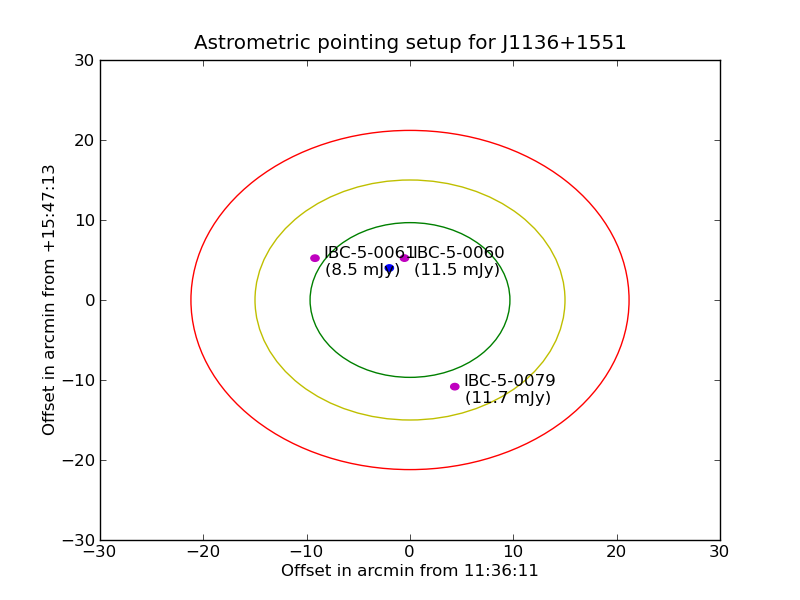 Astrometric pointing setup for J1136+1551
30
20
10
0
−10
−20
−30
Offset in arcmin from +15:47:13
IBC-5-0061
(8.5 mJy)
IBC-5-0060
(11.5 mJy)
IBC-5-0079
(11.7 mJy)
−30
−20
−10
0
10
20
30
Offset in arcmin from 11:36:11